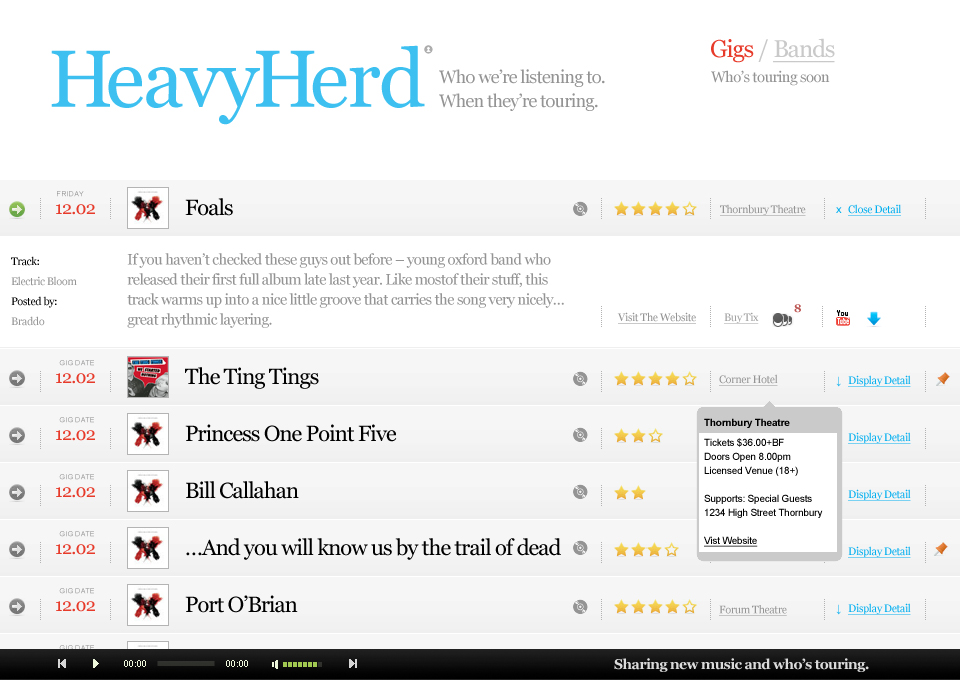 HeavyHerd
Who we're listening to.
When they're touring.
Gigs / Bands
Who's touring soon
FRIDAY
12.02
Foals
Thornbury Theatre
x Close Detail
Track:
Electric Bloom
Posted by:
Braddo
If you haven't checked these guys out before – young oxford band who
released their first full album late last year. Like mostof their stuff, this
track warms up into a nice little groove that carries the song very nicely…
great rhythmic layering.
Visit The Website
Buy Tix
8
You
Tube
GIG DATE
12.02
The Ting Tings
Corner Hotel
↓ Display Detail
GIG DATE
12.02
Princess One Point Five
Display Detail
Thornbury Theatre
Tickets $36.00+BF
Doors Open 8.00pm
Licensed Venue (18+)
Supports: Special Guests
1234 High Street Thornbury
Vist Website
GIG DATE
12.02
Bill Callahan
Display Detail
GIG DATE
12.02
…And you will know us by the trail of dead
Display Detail
GIG DATE
12.02
Port O'Brian
Forum Theatre
↓ Display Detail
GIG DATE
00:00
00:00
Sharing new music and who's touring.